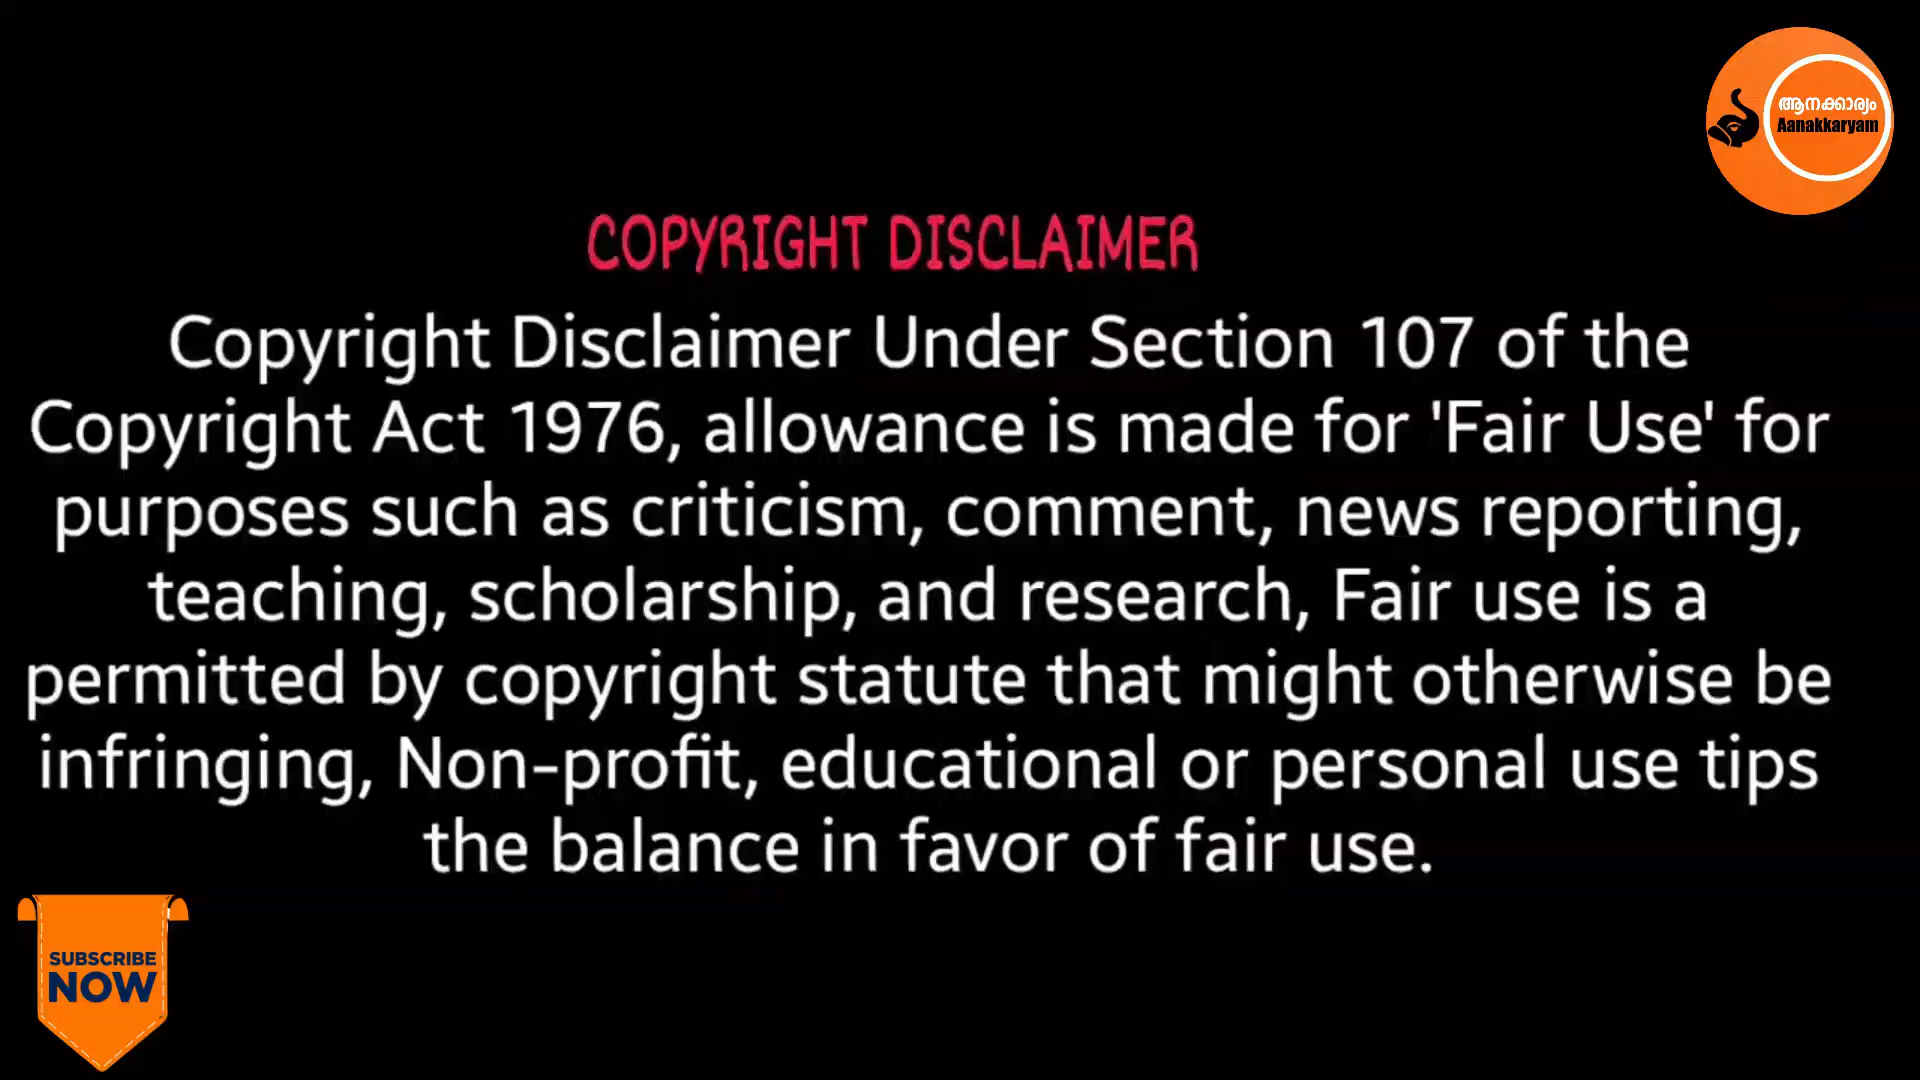 ആനക്കാര്യം
Aanakkaryam
COPYRIGHT DISCLAIMER
Copyright Disclaimer Under Section 107 of the
Copyright Act 1976, allowance is made for 'Fair Use' for
purposes such as criticism, comment, news reporting,
teaching, scholarship, and research, Fair use is a
permitted by copyright statute that might otherwise be
infringing, Non-profit, educational or personal use tips
the balance in favor of fair use.
SUBSCRIBE
NOW